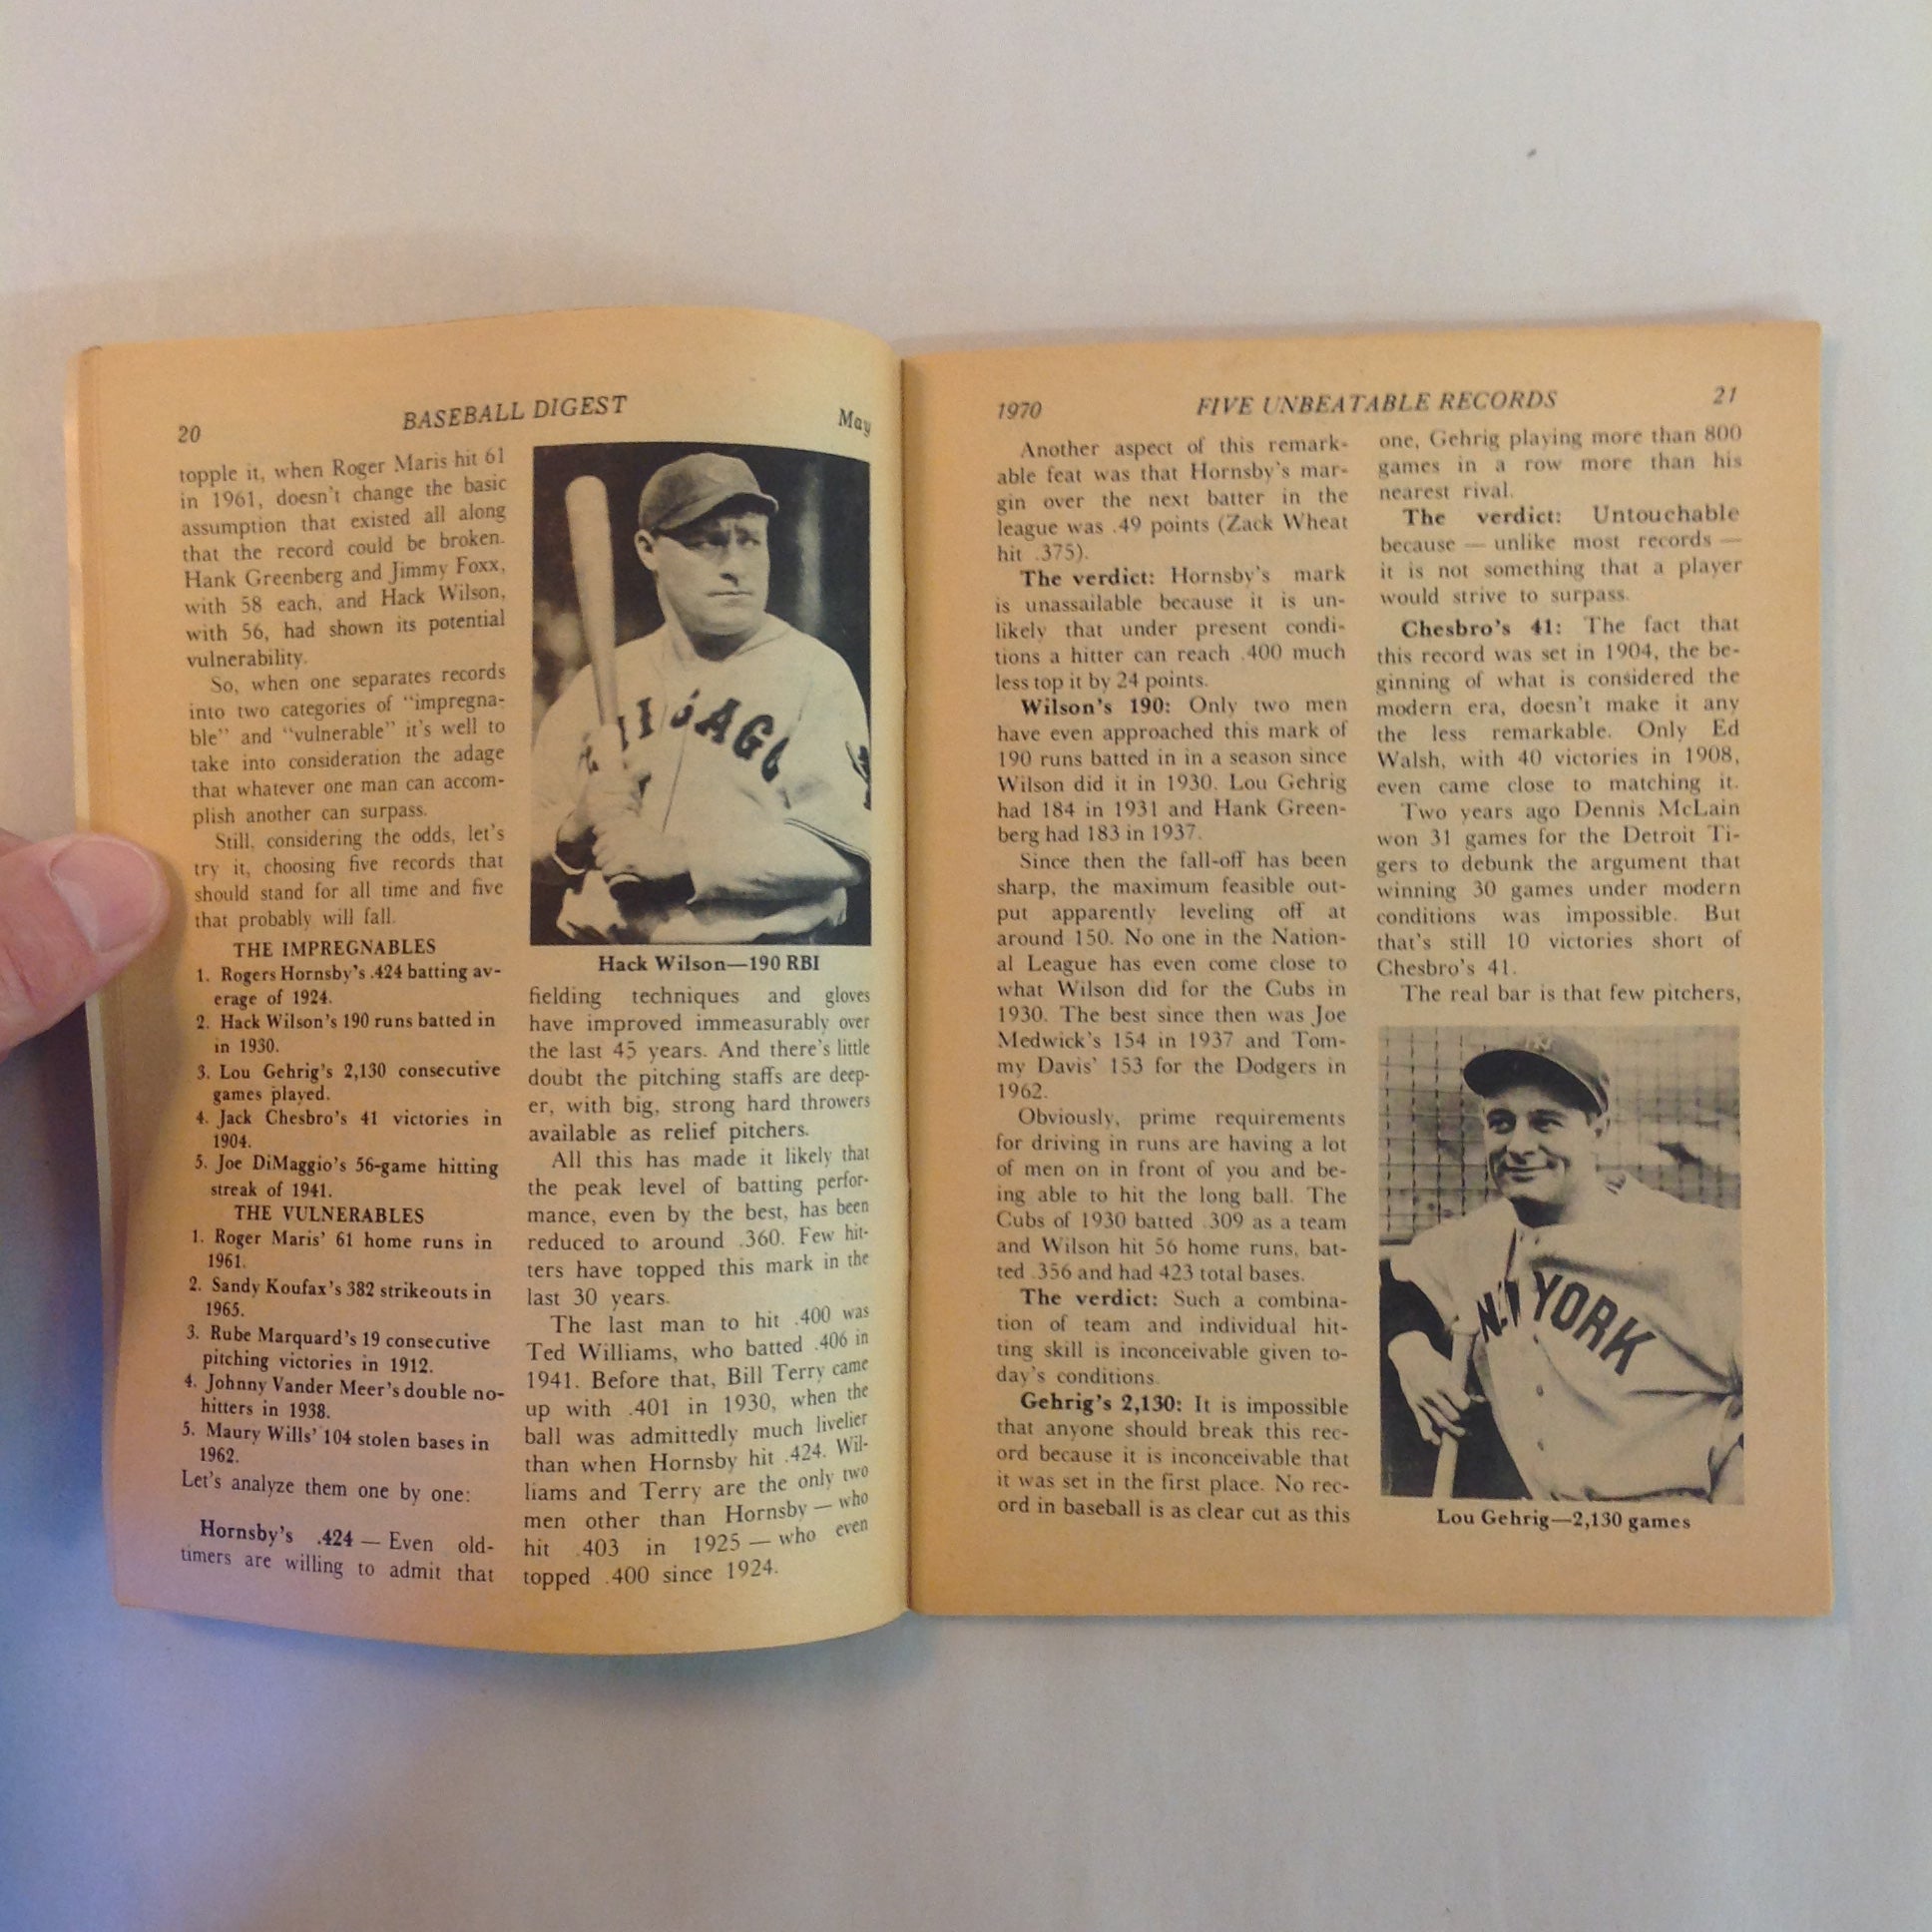 20
BASEBALL DIGEST
May
topple it, when Roger Maris hit 61
in 1961, doesn't change the basic
assumption that existed all along
that the record could be broken.
Hank Greenberg and Jimmy Foxx,
with 58 each, and Hack Wilson,
with 56, had shown its potential
vulnerability.
So, when one separates records
into two categories of "impregna-
ble" and "vulnerable" it's well to
take into consideration the adage
that whatever one man can accom-
plish another can surpass.
Still, considering the odds, let's
try it, choosing five records that
should stand for all time and five
that probably will fall.
THE IMPREGNABLES
1. Rogers Hornsby's .424 batting av-
erage of 1924.
2. Hack Wilson's 190 runs batted in
in 1930.
3. Lou Gehrig's 2,130 consecutive
games played.
4. Jack Chesbro's 41 victories in
1904.
5. Joe DiMaggio's 56-game hitting
streak of 1941.
THE VULNERABLES
1. Roger Maris' 61 home runs in
1961.
2. Sandy Koufax's 382 strikeouts in
1965.
3. Rube Marquard's 19 consecutive
pitching victories in 1912.
4. Johnny Vander Meer's double no-
hitters in 1938.
5. Maury Wills' 104 stolen bases in
1962.
Let's analyze them one by one:
Hornsby's .424 — Even old-
timers are willing to admit that
Hack Wilson—190 RBI
fielding techniques and gloves
have improved immeasurably over
the last 45 years. And there's little
doubt the pitching staffs are deep-
er, with big, strong hard throwers
available as relief pitchers.
All this has made it likely that
the peak level of batting perfor-
mance, even by the best, has been
reduced to around .360. Few hit-
ters have topped this mark in the
last 30 years.
The last man to hit .400 was
Ted Williams, who batted .406 in
1941. Before that, Bill Terry came
up with .401 in 1930, when the
ball was admittedly much livelier
than when Hornsby hit .424. Wil-
liams and Terry are the only two
men other than Hornsby — who
hit .403 in 1925 — who even
topped .400 since 1924.
1970
FIVE UNBEATABLE RECORDS
21
Another aspect of this remark-
able feat was that Hornsby's mar-
gin over the next batter in the
league was .49 points (Zack Wheat
hit .375).
The verdict: Hornsby's mark
is unassailable because it is un-
likely that under present condi-
tions a hitter can reach .400 much
less top it by 24 points.
Wilson's 190: Only two men
have even approached this mark of
190 runs batted in in a season since
Wilson did it in 1930. Lou Gehrig
had 184 in 1931 and Hank Green-
berg had 183 in 1937.
Since then the fall-off has been
sharp, the maximum feasible out-
put apparently leveling off at
around 150. No one in the Nation-
al League has even come close to
what Wilson did for the Cubs in
1930. The best since then was Joe
Medwick's 154 in 1937 and Tom-
my Davis' 153 for the Dodgers in
1962.
Obviously, prime requirements
for driving in runs are having a lot
of men on in front of you and be-
ing able to hit the long ball. The
Cubs of 1930 batted .309 as a team
and Wilson hit 56 home runs, bat-
ted .356 and had 423 total bases.
The verdict: Such a combina-
tion of team and individual hit-
ting skill is inconceivable given to-
day's conditions.
Gehrig's 2,130: It is impossible
that anyone should break this rec-
ord because it is inconceivable that
it was set in the first place. No rec-
ord in baseball is as clear cut as this
one, Gehrig playing more than 800
games in a row more than his
nearest rival.
The verdict: Untouchable
because — unlike most records —
it is not something that a player
would strive to surpass.
Chesbro's 41: The fact that
this record was set in 1904, the be-
ginning of what is considered the
modern era, doesn't make it any
the less remarkable. Only Ed
Walsh, with 40 victories in 1908,
even came close to matching it.
Two years ago Dennis McLain
won 31 games for the Detroit Ti-
gers to debunk the argument that
winning 30 games under modern
conditions was impossible. But
that's still 10 victories short of
Chesbro's 41.
The real bar is that few pitchers,
N. YORK
Lou Gehrig—2,130 games